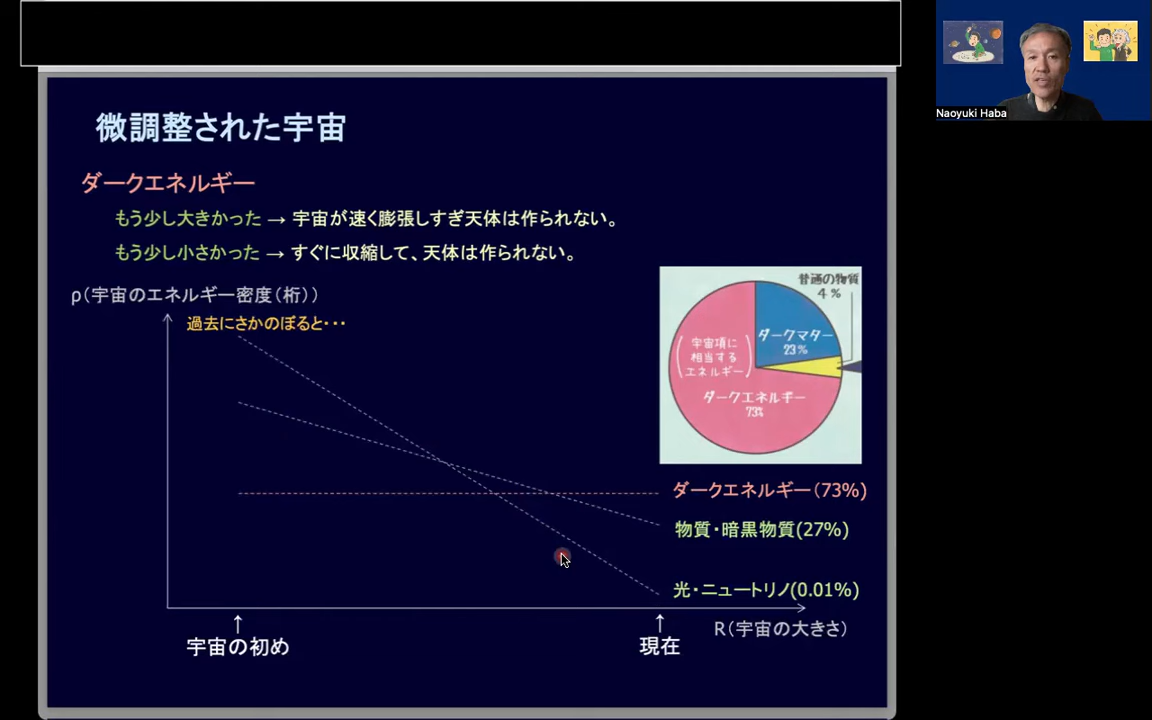 微調整された宇宙
ダークエネルギー
もう少し大きかった → 宇宙が速く膨張しすぎ天体は作られない。
もう少し小さかった → すぐに収縮して、天体は作られない。
ρ(宇宙のエネルギー密度(桁))
過去にさかのぼると・・・
普通の物質
4%
ダークマター
23%
(宇宙項に
相当する
エネルギー)
ダークエネルギー
73%
ダークエネルギー(73%)
物質・暗黒物質(27%)
光・ニュートリノ(0.01%)
R(宇宙の大きさ)
↑
宇宙の初め
↑
現在
Naoyuki Haba